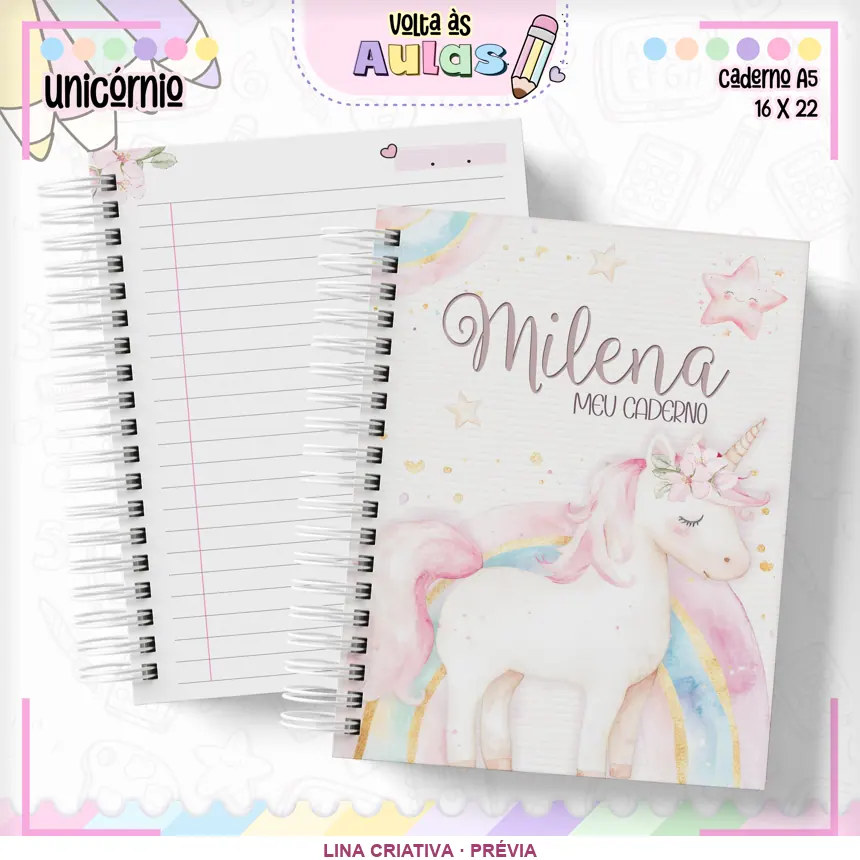 Volta às
Aulas
Unicórnio
Caderno A5
16 X 22
Milena
MEU CADERNO
LINA CRIATIVA · PRÉVIA